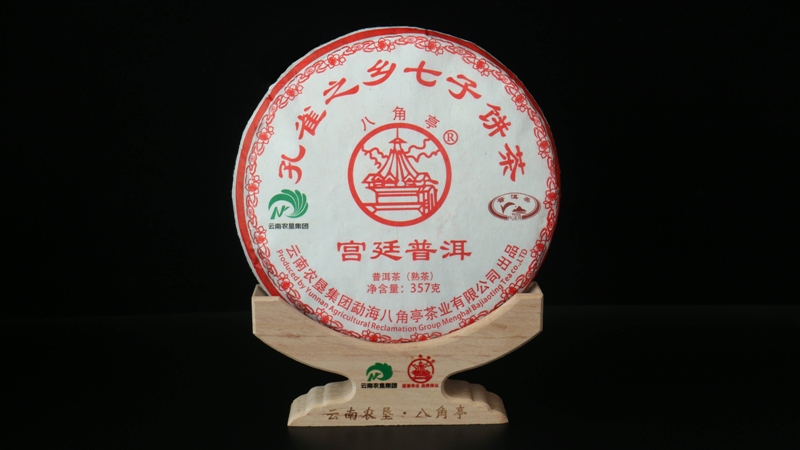 孔雀之乡七子饼茶
八角亭®
云南农垦集团
普洱茶
PUER
宫廷普洱
普洱茶（熟茶）
净含量：357克
云南农垦集团勐海八角亭茶业有限公司出品
Produced by Yunnan Agricultural Reclamation Group Menghai Bajiaoting Tea co.,LTD
云南农垦集团
云南农垦·八角亭